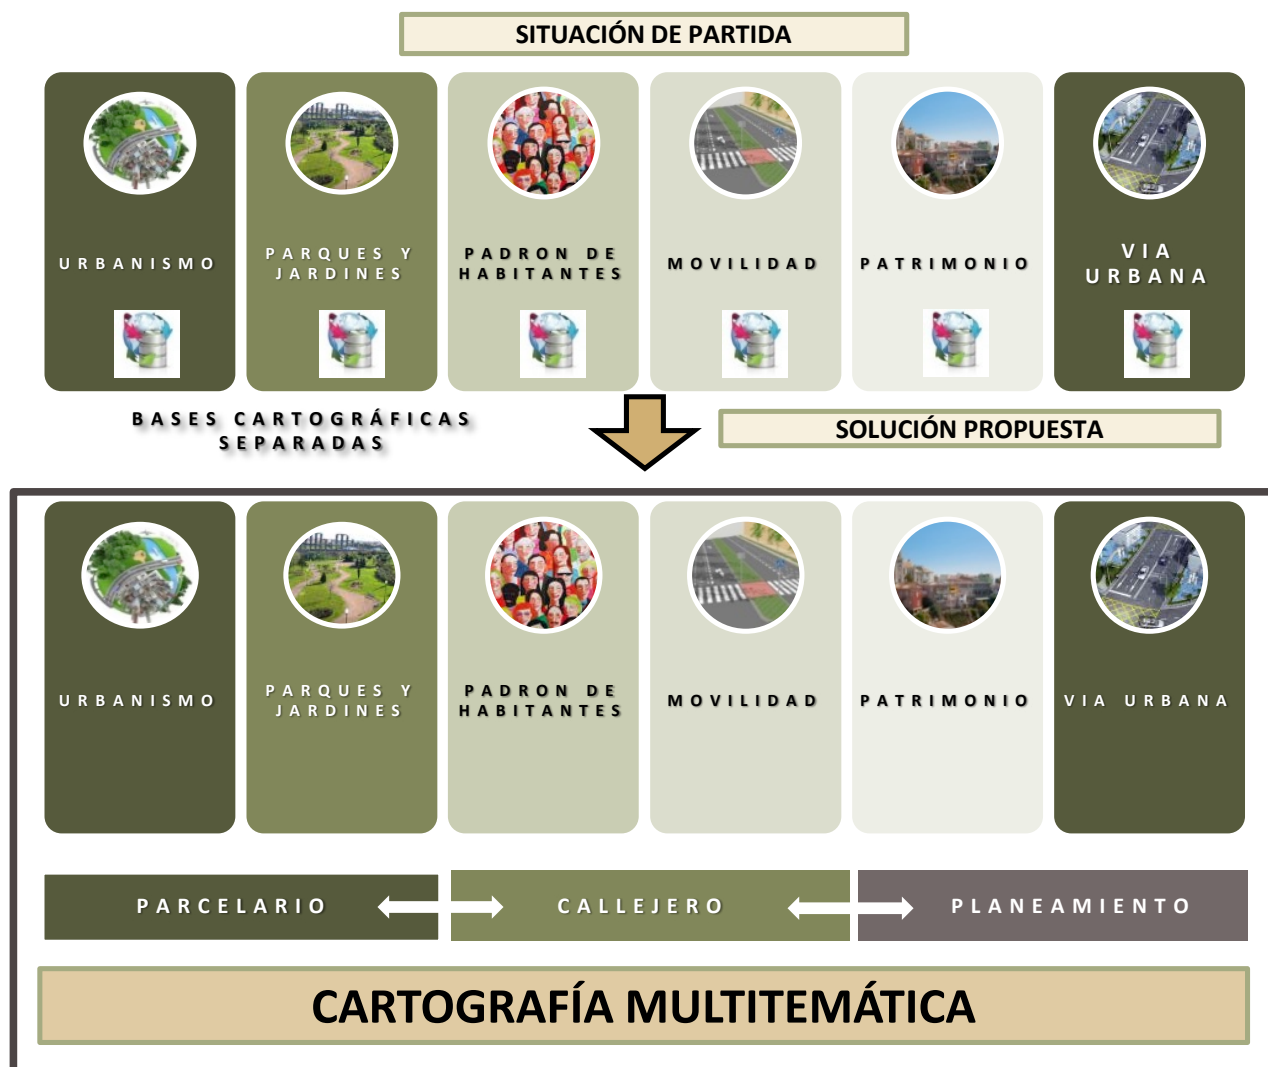 SITUACIÓN DE PARTIDA
URBANISMO
PARQUES Y
JARDINES
PADRON DE
HABITANTES
MOVILIDAD
PATRIMONIO
VIA
URBANA
BASES CARTOGRÁFICAS
SEPARADAS
SOLUCIÓN PROPUESTA
URBANISMO
PARQUES Y
JARDINES
PADRON DE
HABITANTES
MOVILIDAD
PATRIMONIO
VIA URBANA
PARCELARIO
CALLEJERO
PLANEAMIENTO
CARTOGRAFÍA MULTITEMÁTICA